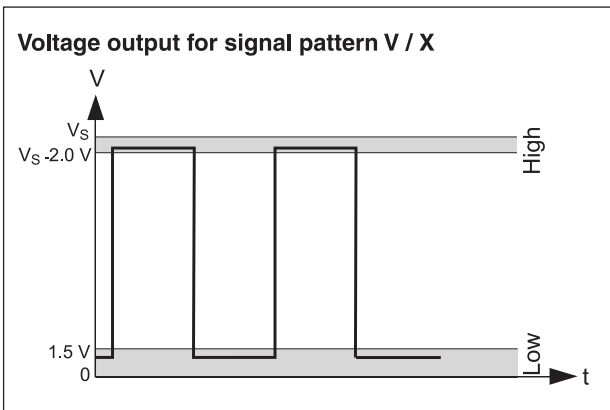 Voltage output for signal pattern V / X
V
VS
VS -2.0 V
High
1.5 V
Low
0
t